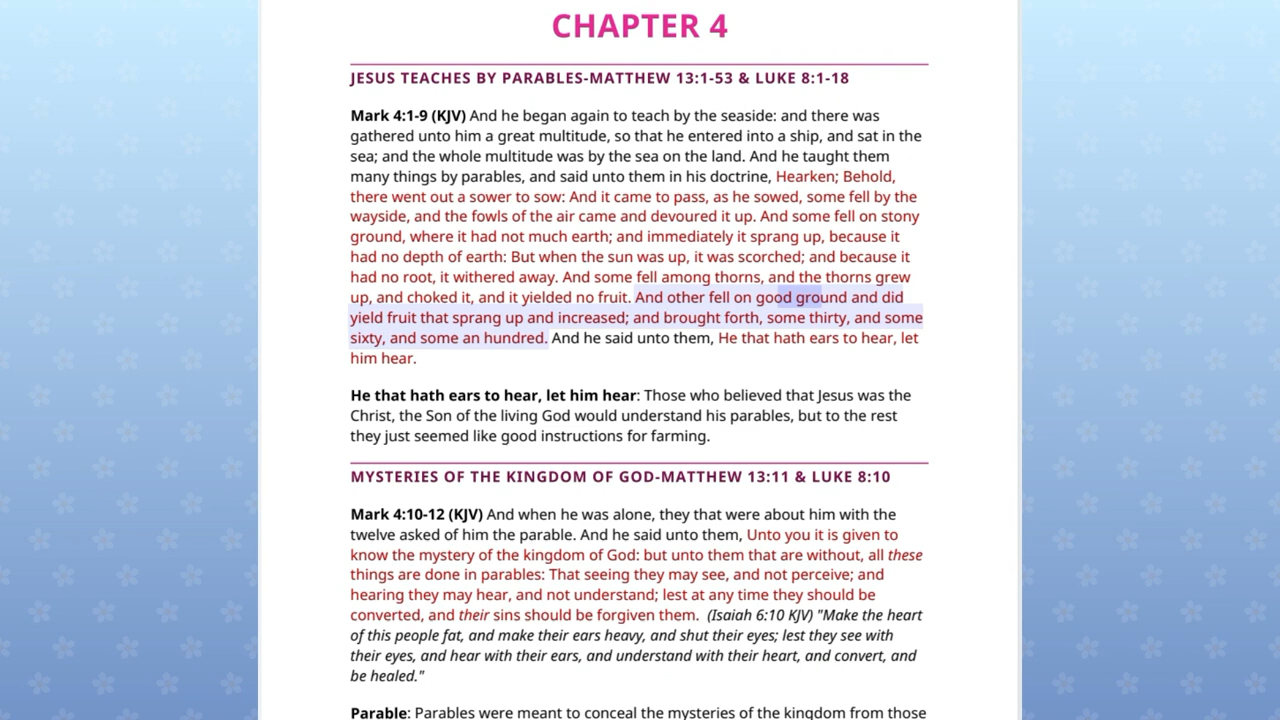 CHAPTER 4
JESUS TEACHES BY PARABLES-MATTHEW 13:1-53 & LUKE 8:1-18
Mark 4:1-9 (KJV) And he began again to teach by the seaside: and there was
gathered unto him a great multitude, so that he entered into a ship, and sat in the
sea; and the whole multitude was by the sea on the land. And he taught them
many things by parables, and said unto them in his doctrine, Hearken; Behold,
there went out a sower to sow: And it came to pass, as he sowed, some fell by the
wayside, and the fowls of the air came and devoured it up. And some fell on stony
ground, where it had not much earth; and immediately it sprang up, because it
had no depth of earth: But when the sun was up, it was scorched; and because it
had no root, it withered away. And some fell among thorns, and the thorns grew
up, and choked it, and it yielded no fruit. And other fell on good ground and did
yield fruit that sprang up and increased; and brought forth, some thirty, and some
sixty, and some an hundred. And he said unto them, He that hath ears to hear, let
him hear.
He that hath ears to hear, let him hear: Those who believed that Jesus was the
Christ, the Son of the living God would understand his parables, but to the rest
they just seemed like good instructions for farming.
MYSTERIES OF THE KINGDOM OF GOD-MATTHEW 13:11 & LUKE 8:10
Mark 4:10-12 (KJV) And when he was alone, they that were about him with the
twelve asked of him the parable. And he said unto them, Unto you it is given to
know the mystery of the kingdom of God: but unto them that are without, all these
things are done in parables: That seeing they may see, and not perceive; and
hearing they may hear, and not understand; lest at any time they should be
converted, and their sins should be forgiven them. (Isaiah 6:10 KJV) "Make the heart
of this people fat, and make their ears heavy, and shut their eyes; lest they see with
their eyes, and hear with their ears, and understand with their heart, and convert, and
be healed."
Parable: Parables were meant to conceal the mysteries of the kingdom from those